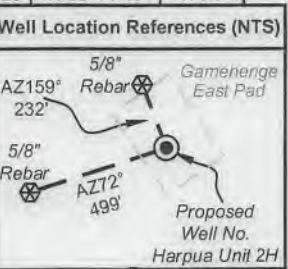 Well Location References (NTS)
5/8"
Rebar
Gamehenge
East Pad
AZ159°
232'
5/8"
Rebar
AZ72°
499'
Proposed
Well No.
Harpua Unit 2H